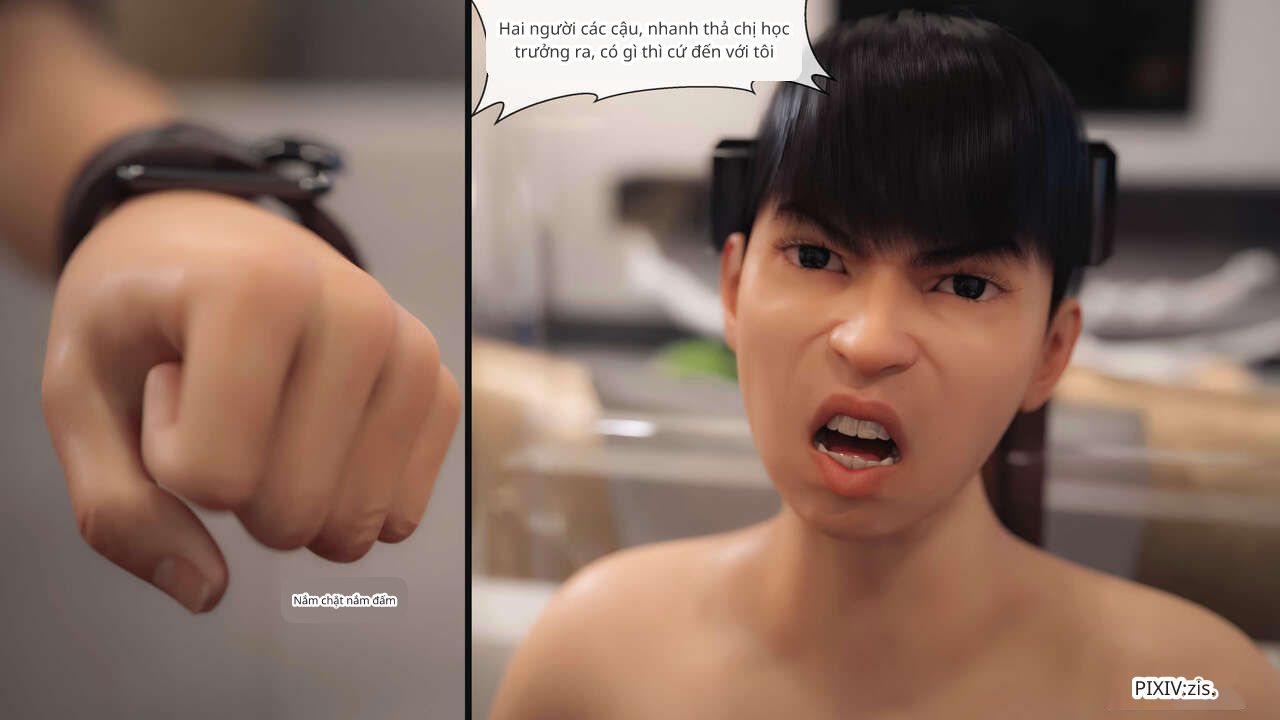 Hai người các cậu, nhanh thả chị học
trưởng ra, có gì thì cứ đến với tôi
Nắm chặt nắm đấm
PIXIV:zis.